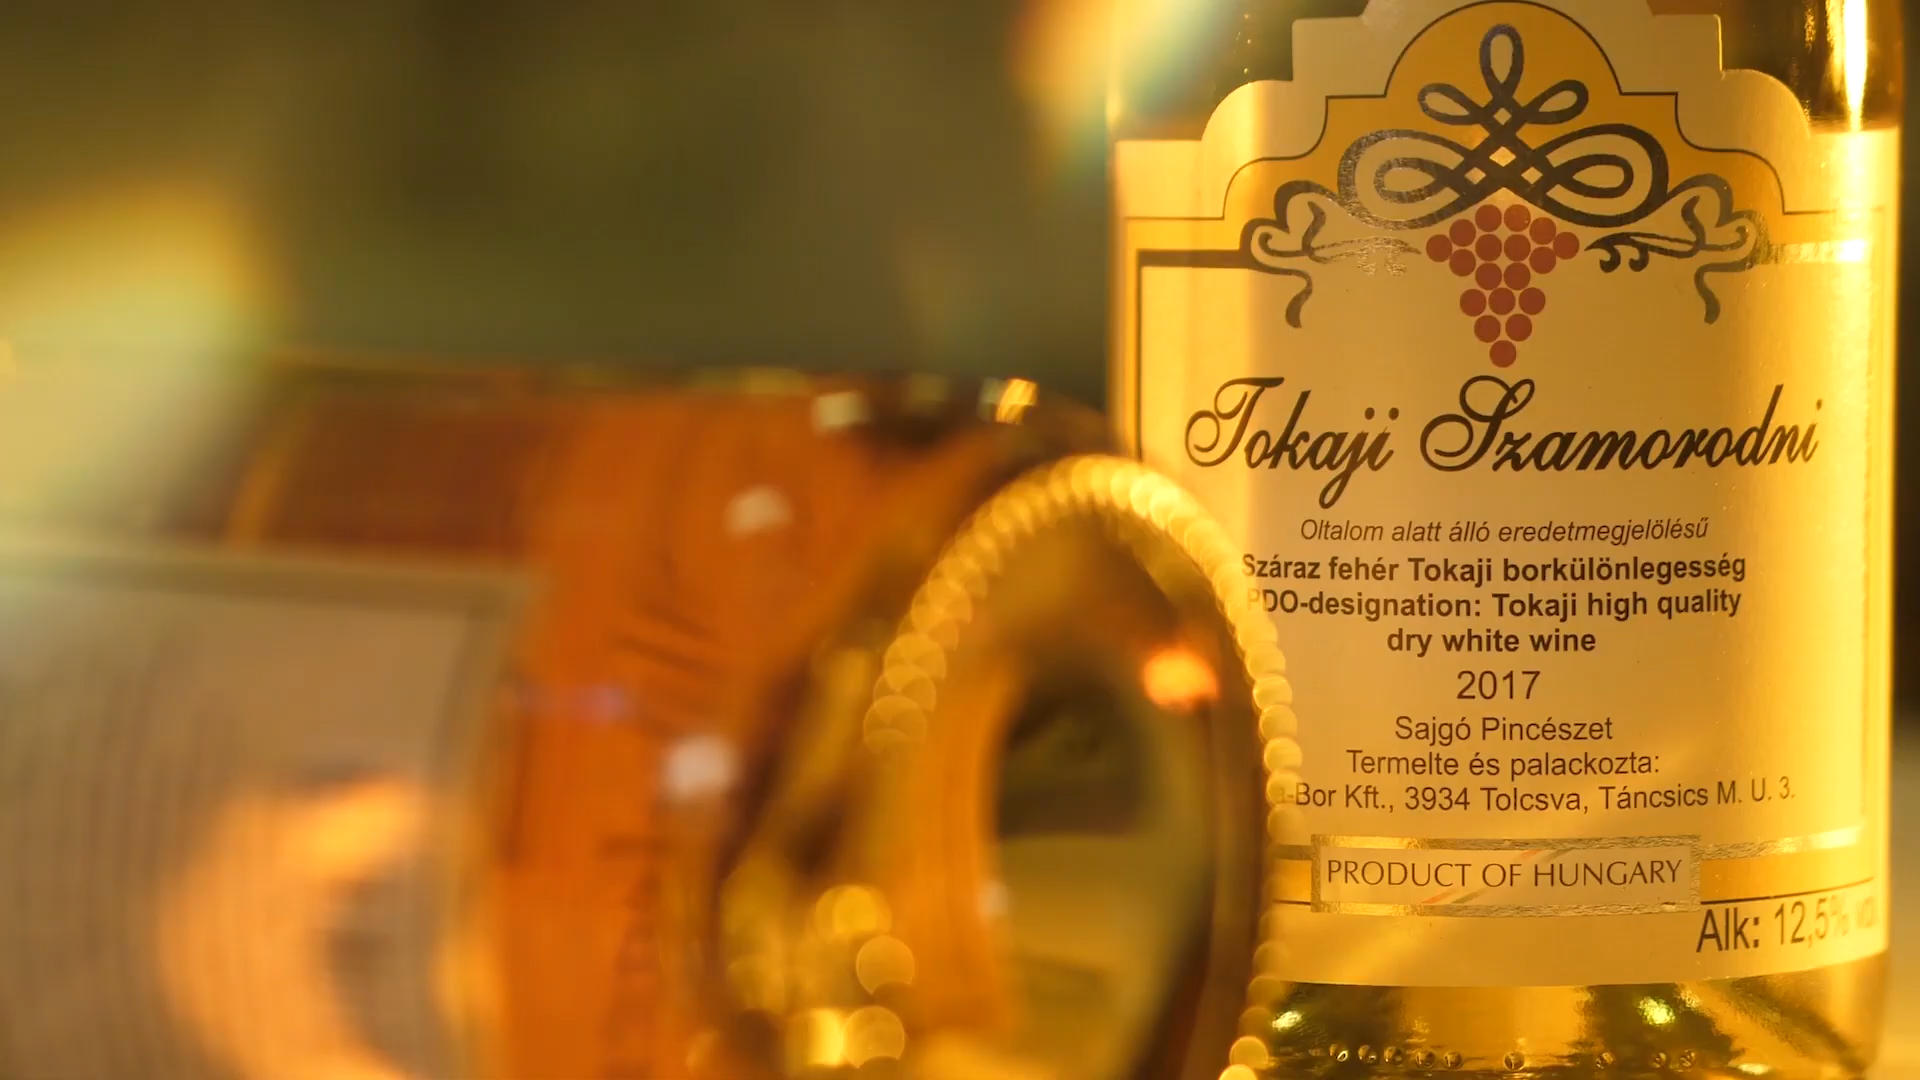 Tokaji Szamorodni
Oltalom alatt álló eredetmegjelölésű
Száraz fehér Tokaji borkülönlegesség
PDO-designation: Tokaji high quality
dry white wine
2017
Sajgó Pincészet
Termelte és palackozta:
-Bor Kft., 3934 Tolcsva, Táncsics M. U. 3.
PRODUCT OF HUNGARY
Alk: 12,5%